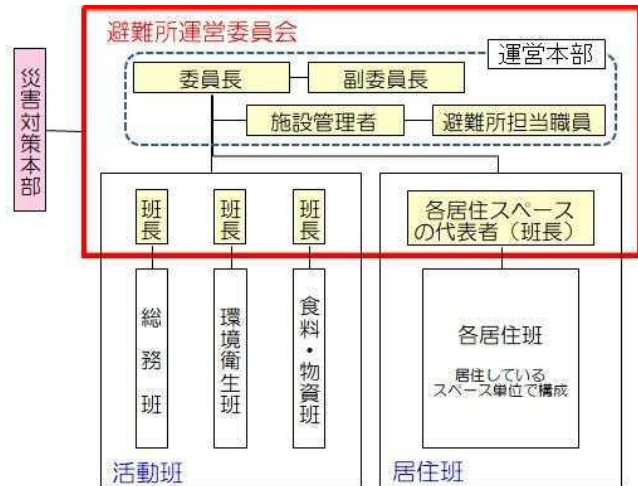 避難所運営委員会
運営本部
委員長
副委員長
施設管理者
避難所担当職員
災害対策本部
班長
班長
班長
各居住スペース
の代表者（班長）
総務班
環境衛生班
食料・物資班
各居住班
居住している
スペース単位で構成
活動班
居住班